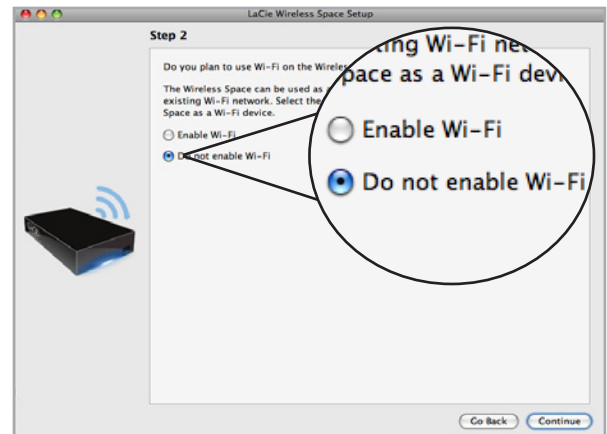 LaCie Wireless Space Setup
Step 2
Do you plan to use Wi-Fi on the Wireles
The Wireless Space can be used as
existing Wi-Fi network. Select the
Space as a Wi-Fi device.
Enable Wi-Fi
Do not enable Wi-Fi
ting Wi-Fi net
pace as a Wi-Fi devi
Enable Wi-Fi
Do not enable Wi-Fi
Go Back
Continue